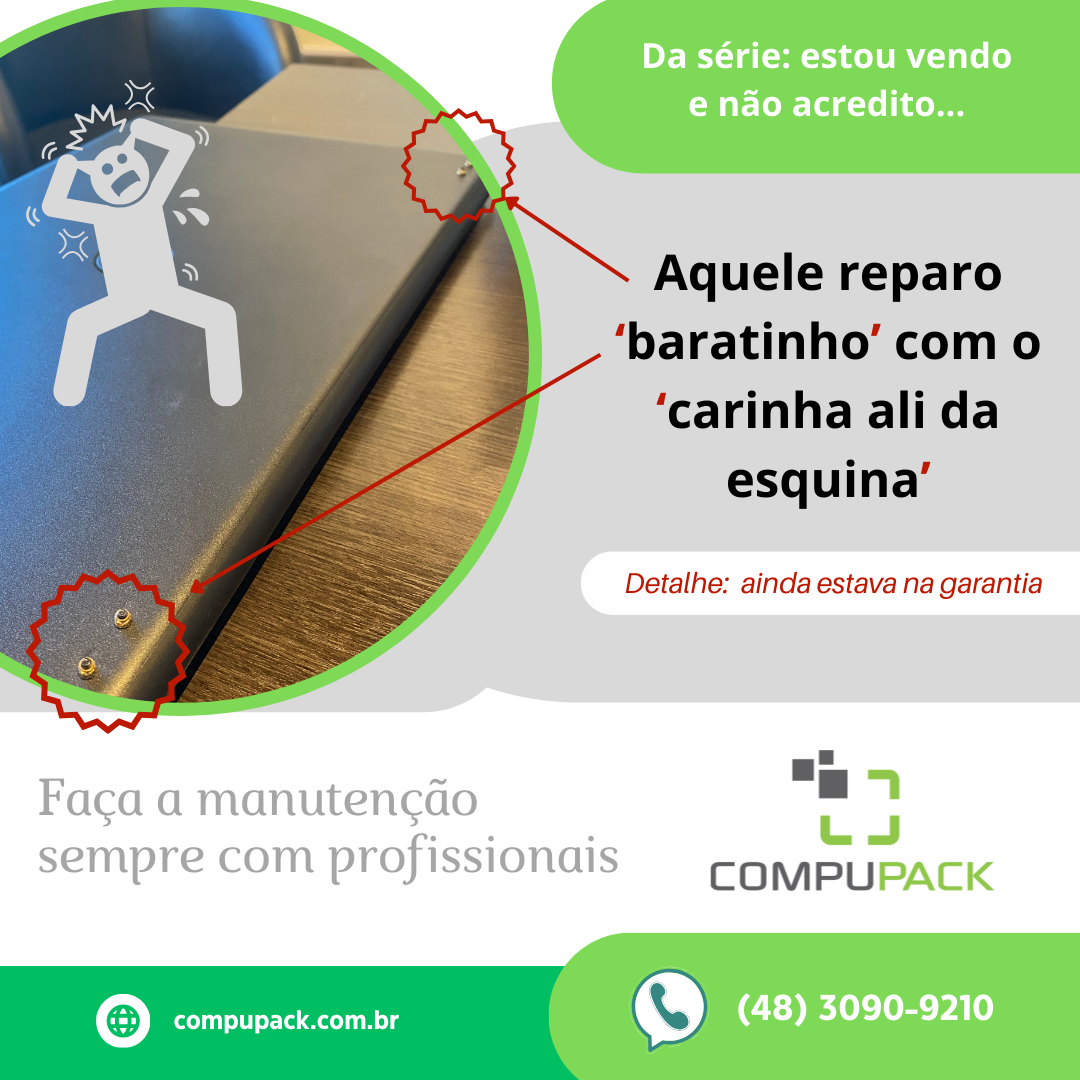 Da série: estou vendo
e não acredito...
Aquele reparo
‘baratinho’ com o
‘carinha ali da
esquina’
Detalhe: ainda estava na garantia
Faça a manutenção
sempre com profissionais
COMPUPACK
compupack.com.br
(48) 3090-9210